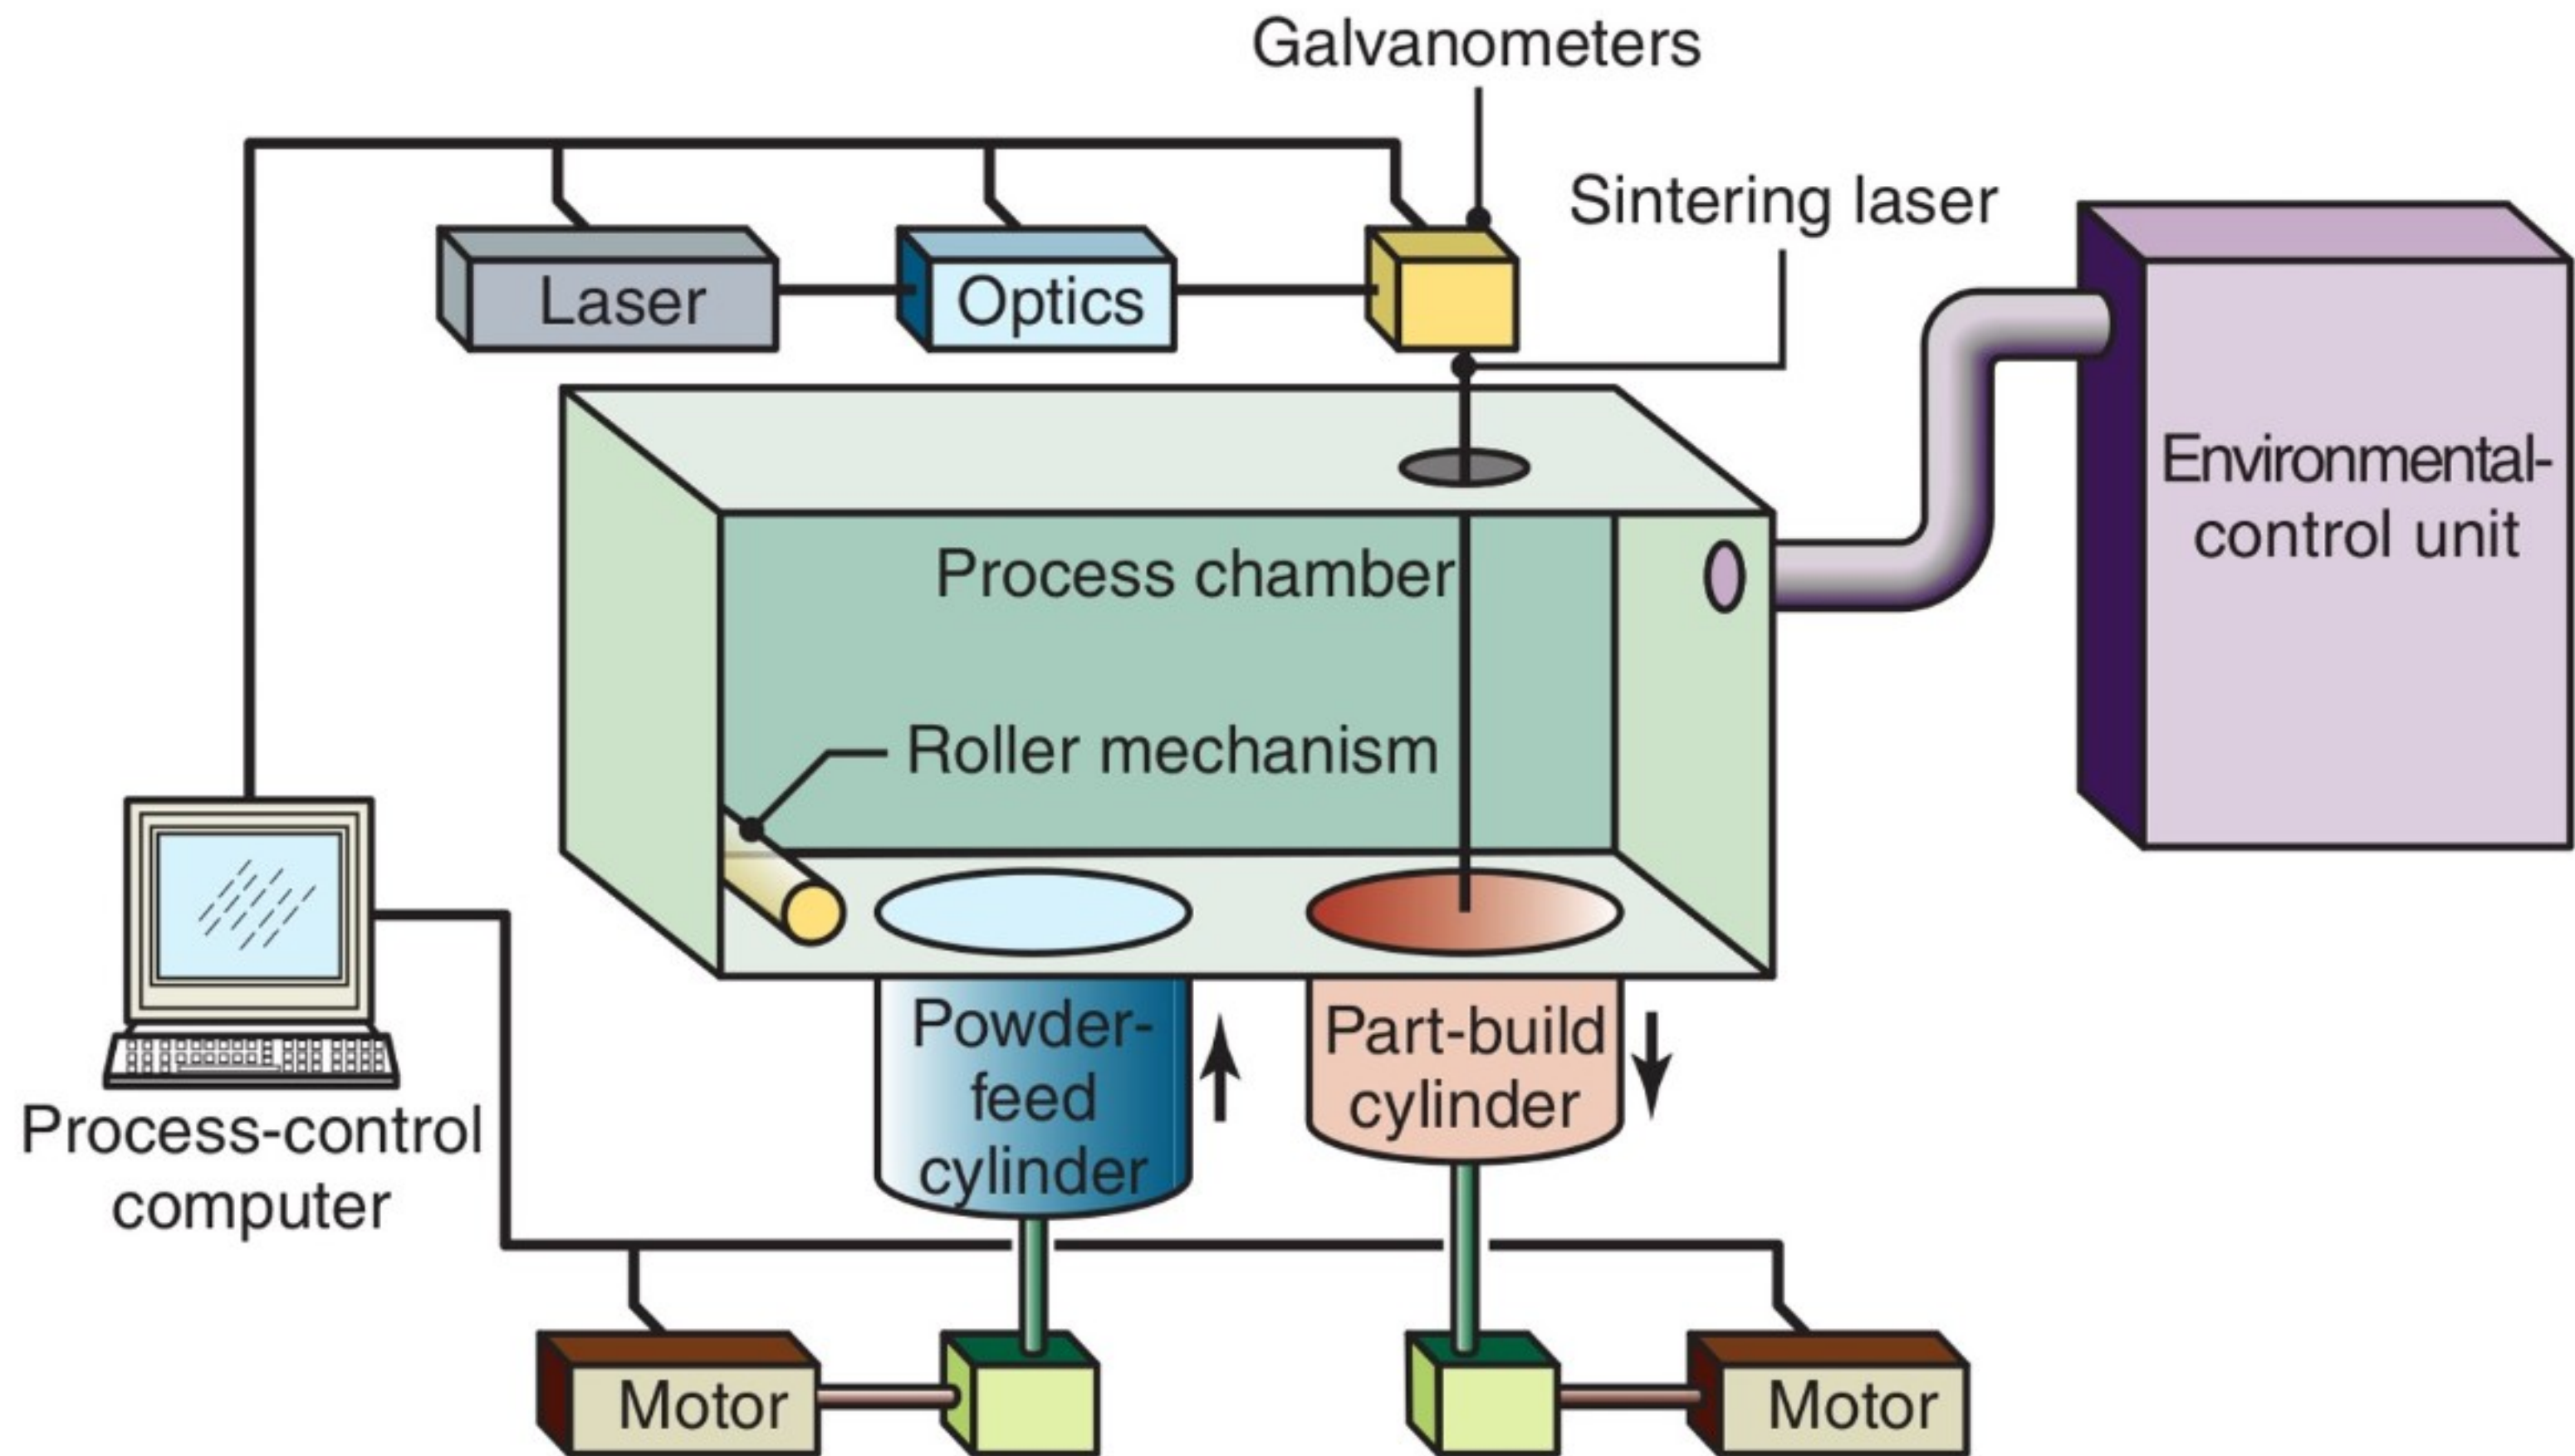 Galvanometers
Sintering laser
Laser
Optics
Environmental-
control unit
Process chamber
Roller mechanism
Powder-
feed
cylinder
Part-build
cylinder
Process-control
computer
Motor
Motor